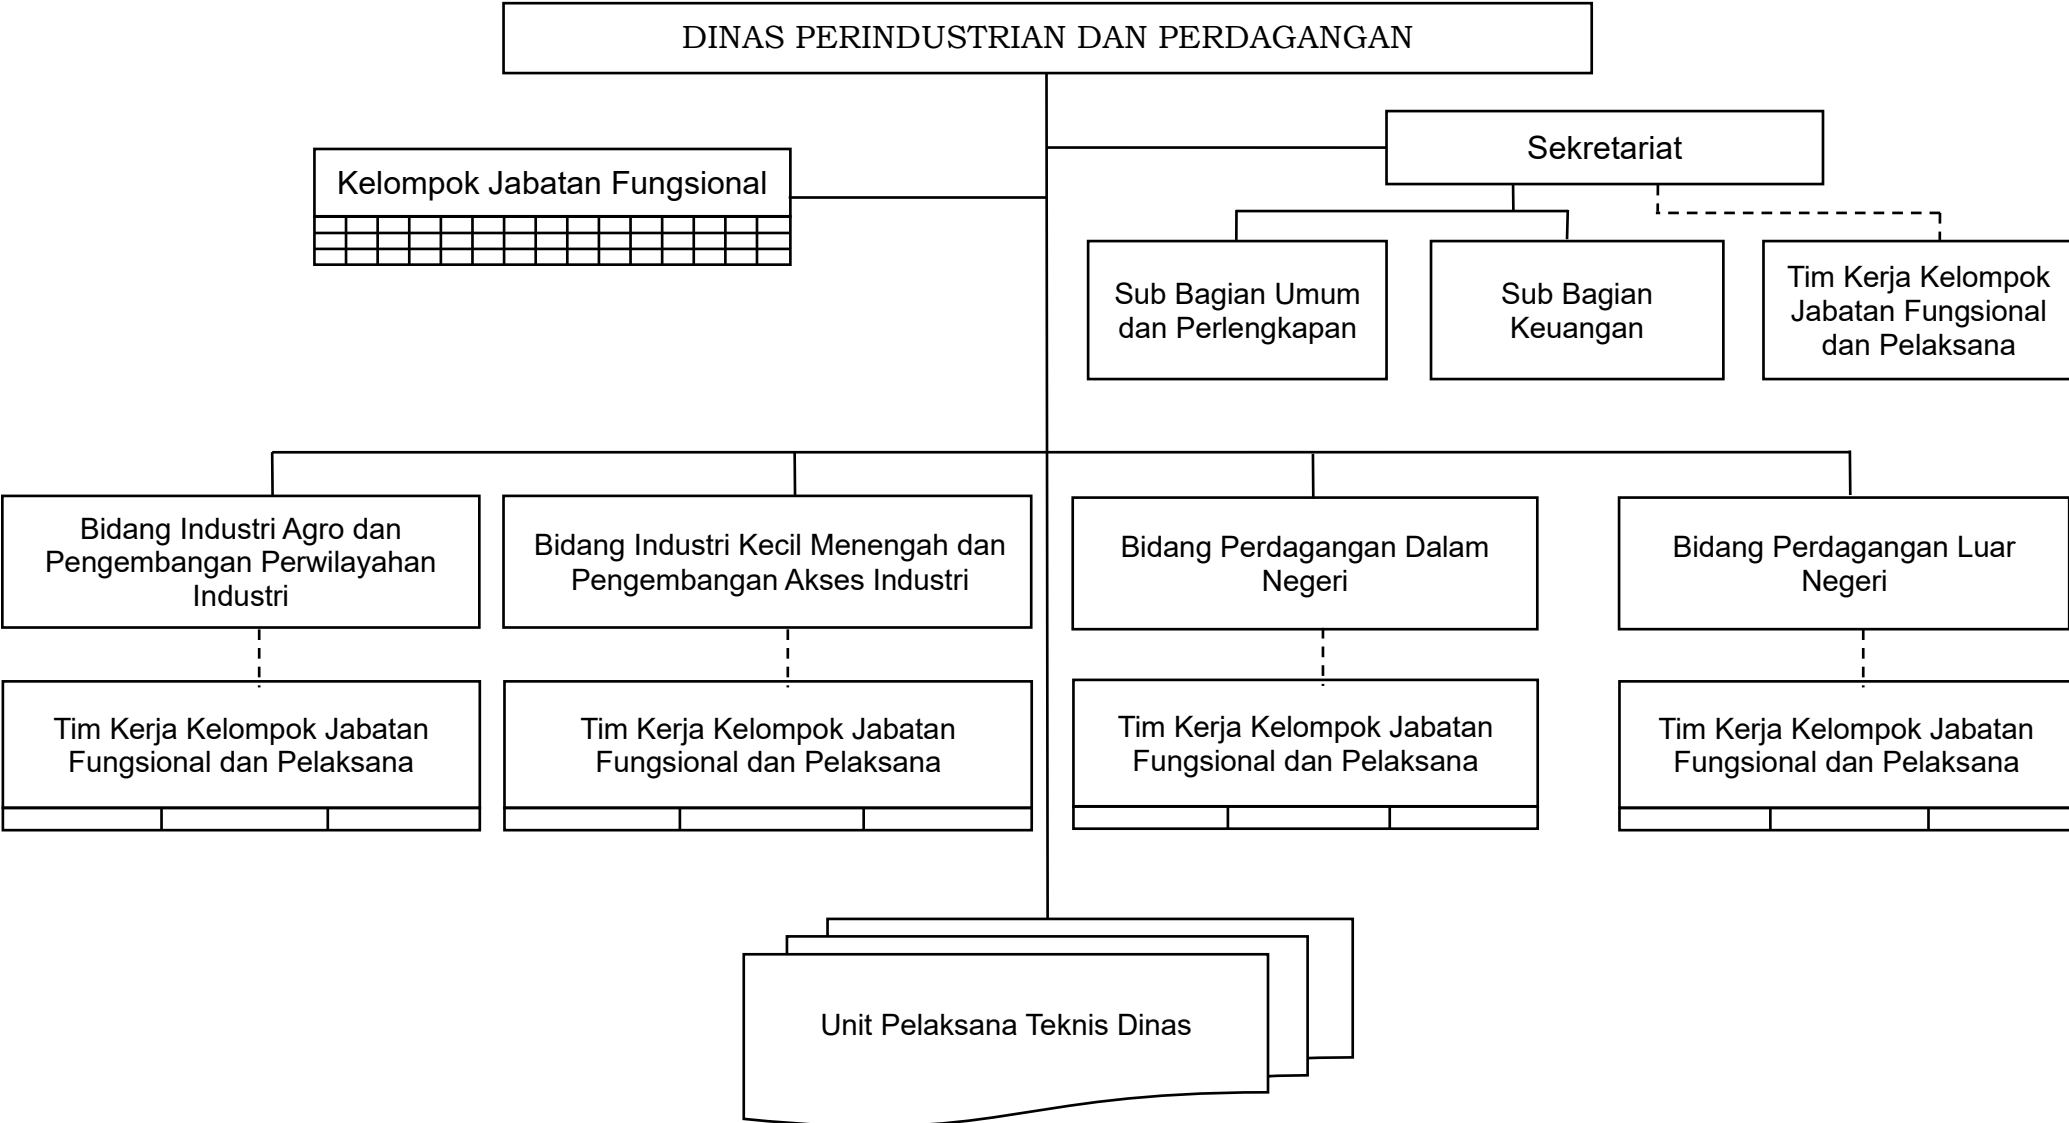 DINAS PERINDUSTRIAN DAN PERDAGANGAN
Sekretariat
Kelompok Jabatan Fungsional
Sub Bagian Umum
dan Perlengkapan
Sub Bagian
Keuangan
Tim Kerja Kelompok
Jabatan Fungsional
dan Pelaksana
Bidang Industri Agro dan
Pengembangan Perwilayahan
Industri
Bidang Industri Kecil Menengah dan
Pengembangan Akses Industri
Bidang Perdagangan Dalam
Negeri
Bidang Perdagangan Luar
Negeri
Tim Kerja Kelompok Jabatan
Fungsional dan Pelaksana
Tim Kerja Kelompok Jabatan
Fungsional dan Pelaksana
Tim Kerja Kelompok Jabatan
Fungsional dan Pelaksana
Tim Kerja Kelompok Jabatan
Fungsional dan Pelaksana
Unit Pelaksana Teknis Dinas